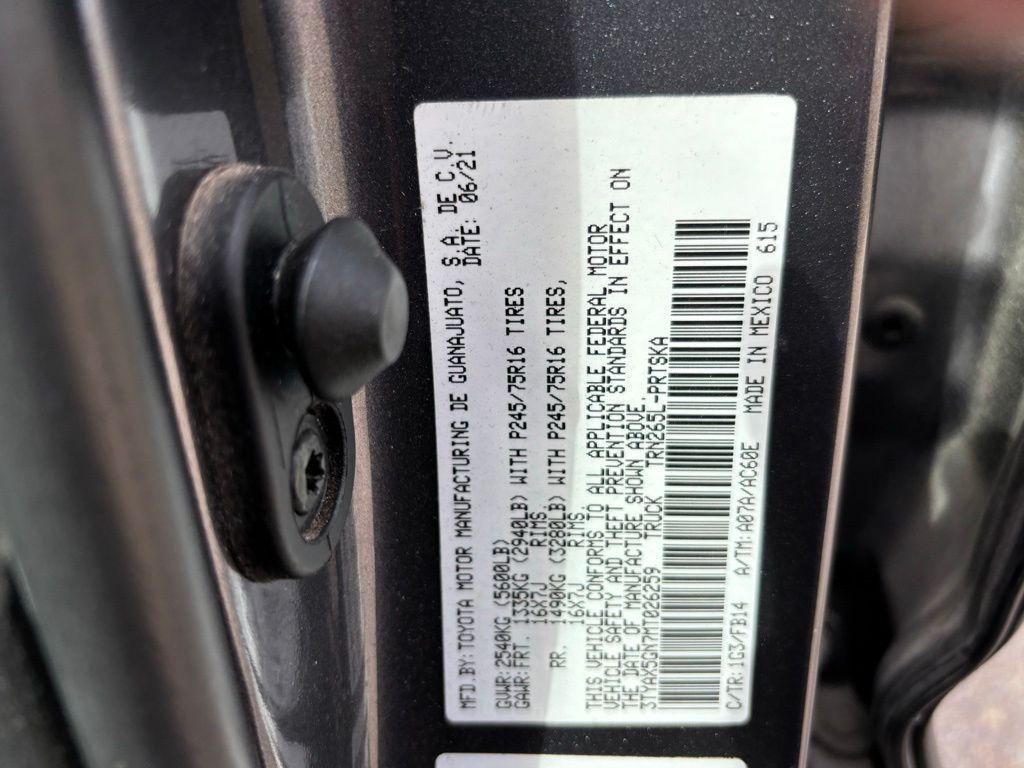 MFD.BY:TOYOTA MOTOR MANUFACTURING DE GUANAJUATO, S.A. DE C.V.
DATE: 06/21
GVWR:2540KG (5600LB)
GAWR:FRT. 1335KG (2940LB) WITH P245/75R16 TIRES
16X7J RIMS,
RR. 1490KG (3280LB) WITH P245/75R16 TIRES,
16X7J RIMS,
THIS VEHICLE CONFORMS TO ALL APPLICABLE FEDERAL MOTOR
VEHICLE SAFETY AND THEFT PREVENTION STANDARDS IN EFFECT ON
THE DATE OF MANUFACTURE SHOWN ABOVE.
3TYAX5GN7MT026259 TRUCK TRN265L-PRTSKA
C/TR:1G3/FB14 A/TM:A07A/AC60E MADE IN MEXICO 615